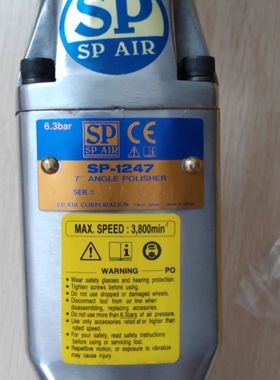 SP
SP AIR
6.3bar
SP
SP AIR
CE
SP-1247
7" ANGLE POLISHER
SER.:
SP AIR CORPORATION
MAX. SPEED : 3,800min⁻¹
WARNING PO
• Wear safety glasses and hearing protection.
• Tighten screws before using.
• Do not use dropped or damaged wheels.
• Disconnect tool from air line when
disassembling, replacing accesories.
• Do not use more than 6.3bars of air pressure.
• Use only accessories rated at or higher than
rated speed.
• For your safety, read these safety instructions
before using or servicing tool.
• Repetitive motion, or exposure to vibration
may cause injury.